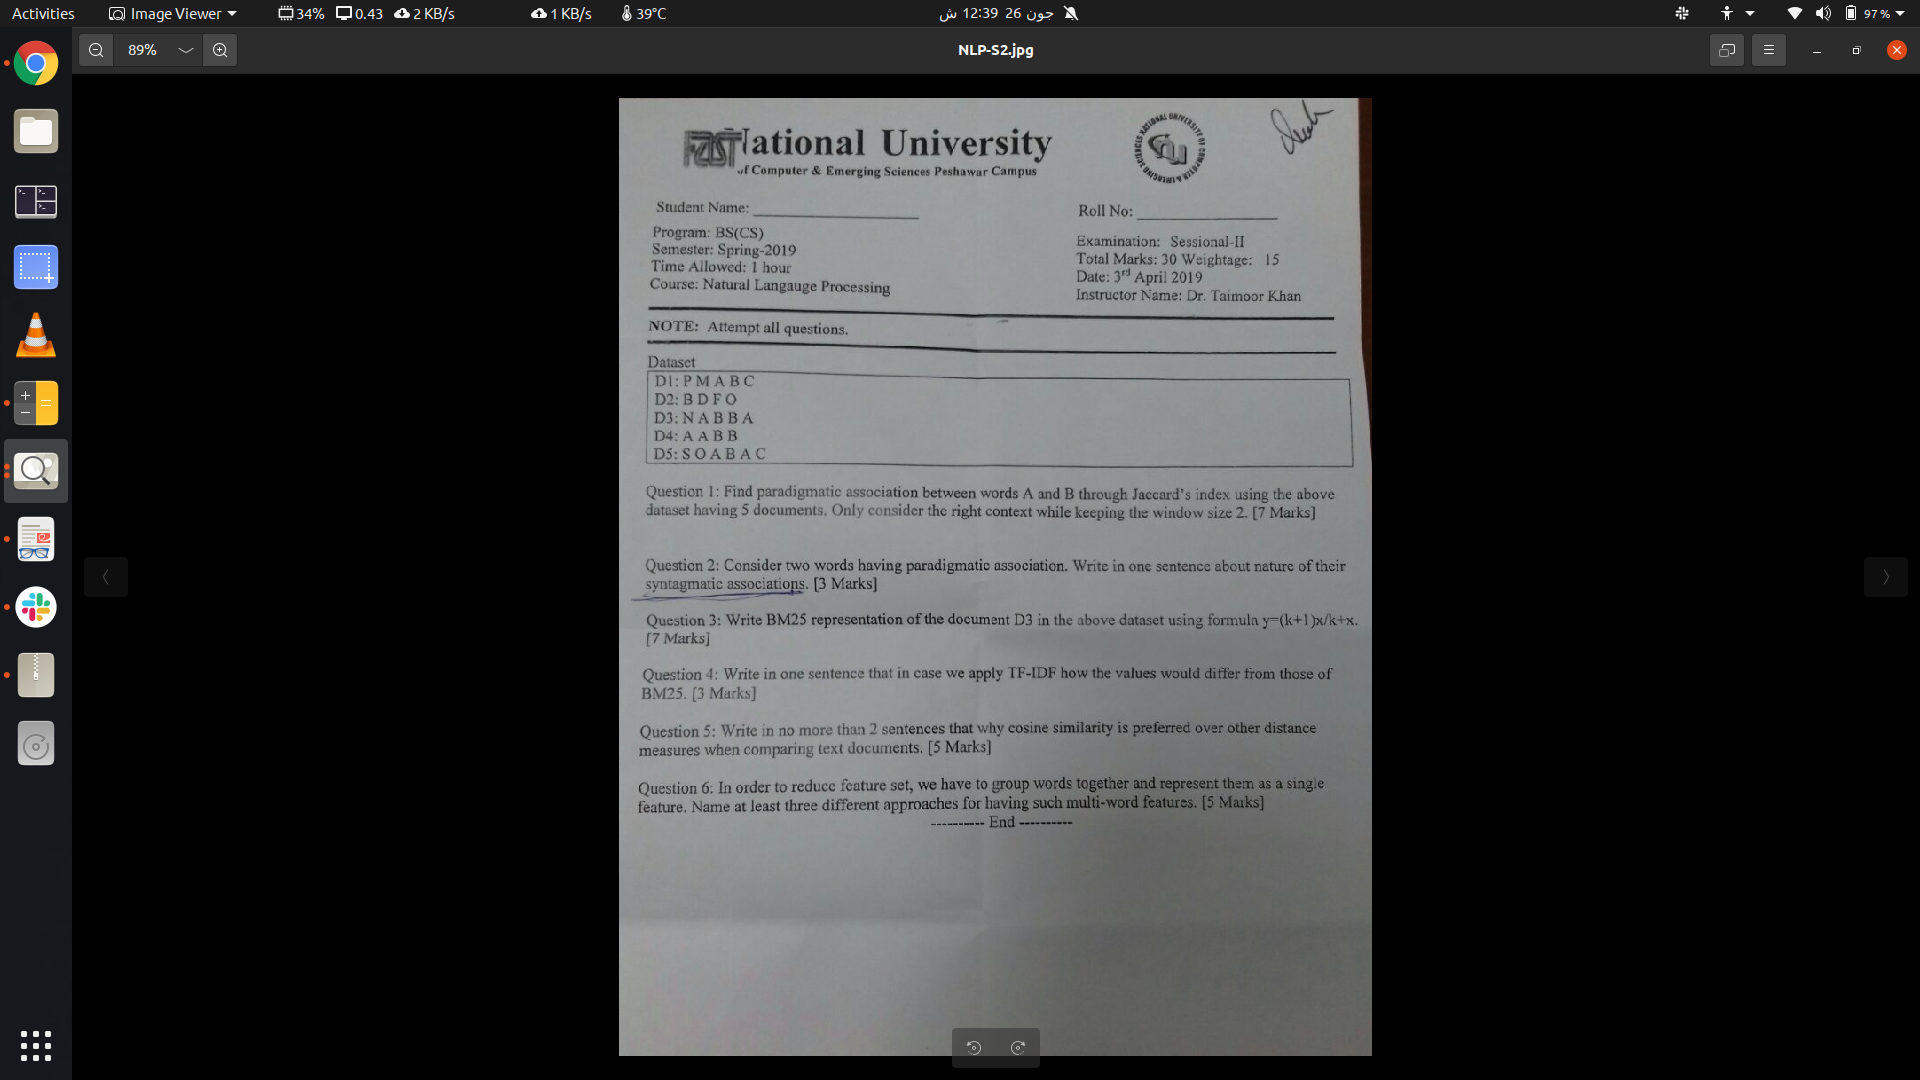 Activities
Image Viewer
34%
0.43
2 KB/s
1 KB/s
39°C
جون 26  12:39 ش
97 %
89%
NLP-S2.jpg
FAST National University
of Computer & Emerging Sciences Peshawar Campus
NATIONAL UNIVERSITY OF COMPUTER & EMERGING SCIENCES
Student Name:
Roll No:
Program: BS(CS)
Semester: Spring-2019
Time Allowed: 1 hour
Course: Natural Langauge Processing
Examination: Sessional-II
Total Marks: 30 Weightage: 15
Date: 3rd April 2019
Instructor Name: Dr. Taimoor Khan
NOTE: Attempt all questions.
Dataset
D1: P M A B C
D2: B D F O
D3: N A B B A
D4: A A B B
D5: S O A B A C
Question 1: Find paradigmatic association between words A and B through Jaccard's index using the above
dataset having 5 documents. Only consider the right context while keeping the window size 2. [7 Marks]
Question 2: Consider two words having paradigmatic association. Write in one sentence about nature of their
syntagmatic associations. [3 Marks]
Question 3: Write BM25 representation of the document D3 in the above dataset using formula y=(k+1)x/k+x.
[7 Marks]
Question 4: Write in one sentence that in case we apply TF-IDF how the values would differ from those of
BM25. [3 Marks]
Question 5: Write in no more than 2 sentences that why cosine similarity is preferred over other distance
measures when comparing text documents. [5 Marks]
Question 6: In order to reduce feature set, we have to group words together and represent them as a single
feature. Name at least three different approaches for having such multi-word features. [5 Marks]
---------- End ----------